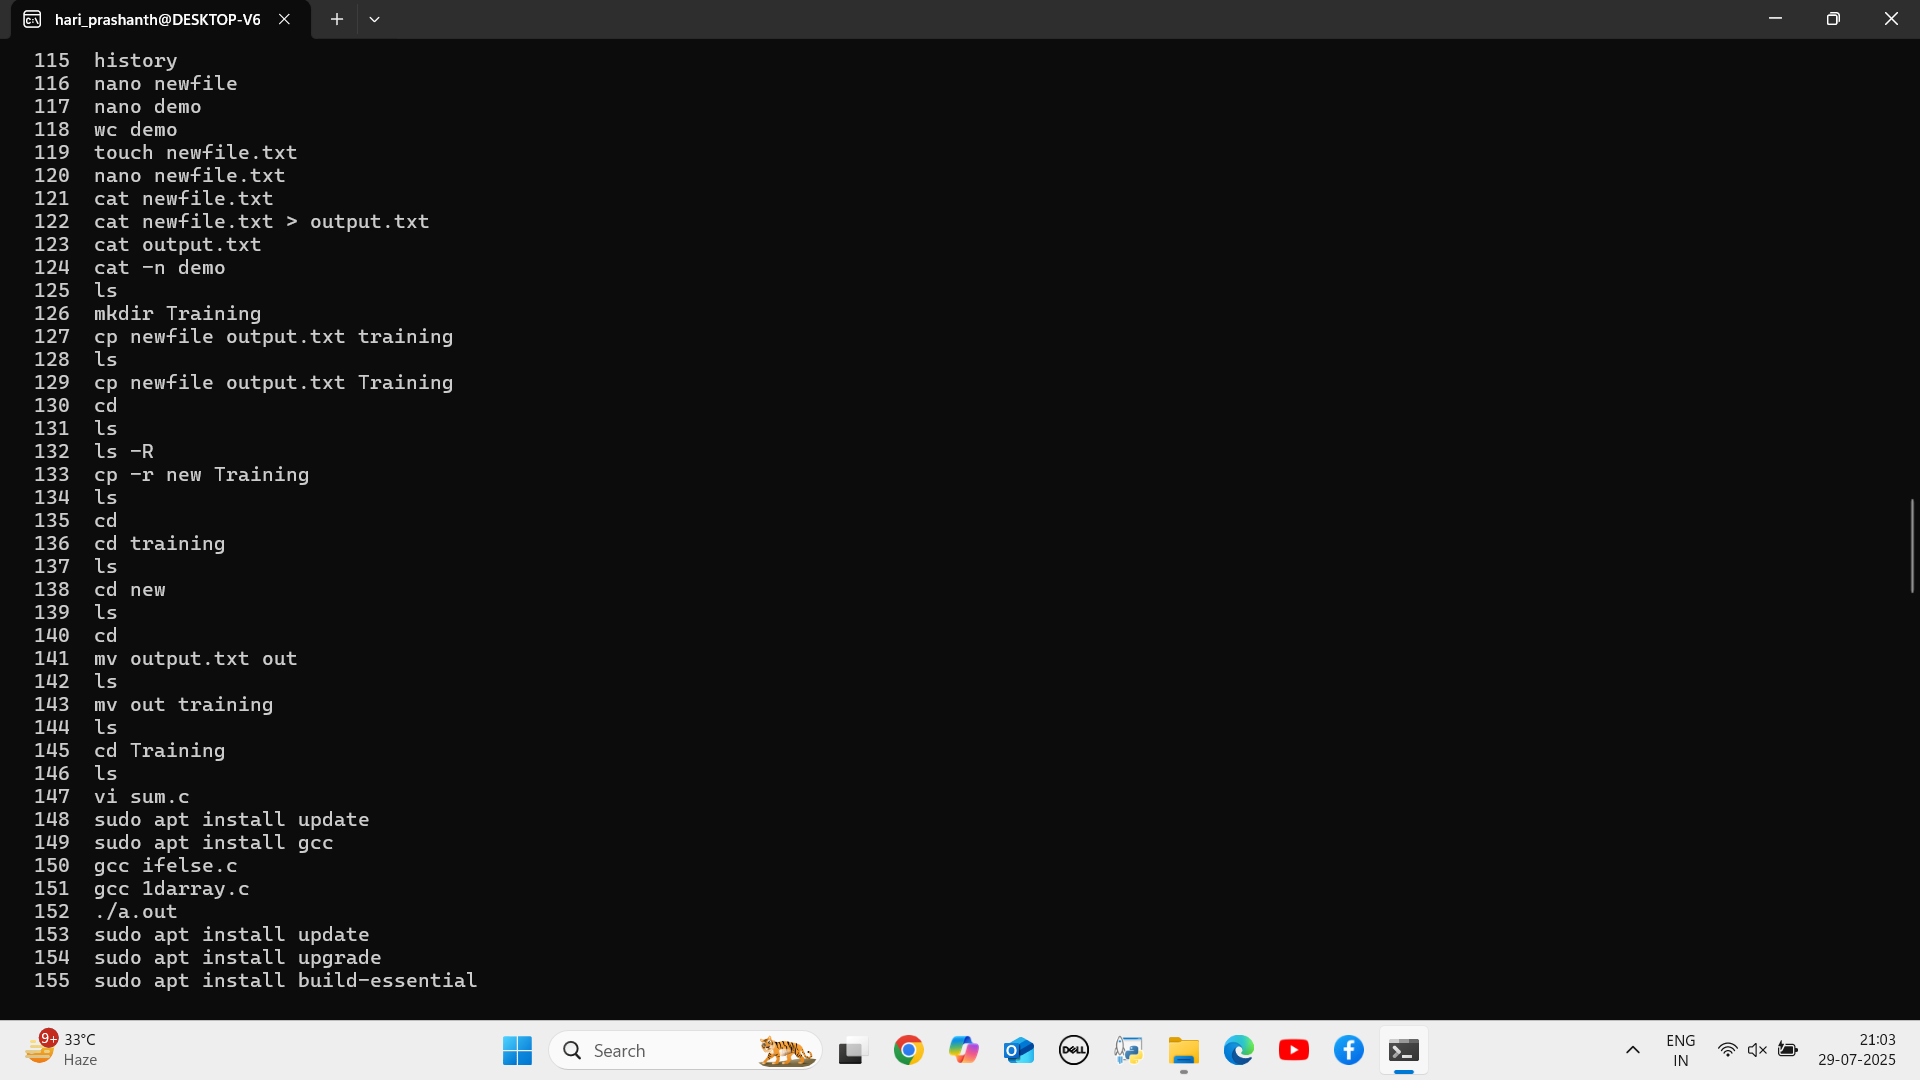 hari_prashanth@DESKTOP-V6
115 history
116 nano newfile
117 nano demo
118 wc demo
119 touch newfile.txt
120 nano newfile.txt
121 cat newfile.txt
122 cat newfile.txt > output.txt
123 cat output.txt
124 cat -n demo
125 ls
126 mkdir Training
127 cp newfile output.txt training
128 ls
129 cp newfile output.txt Training
130 cd
131 ls
132 ls -R
133 cp -r new Training
134 ls
135 cd
136 cd training
137 ls
138 cd new
139 ls
140 cd
141 mv output.txt out
142 ls
143 mv out training
144 ls
145 cd Training
146 ls
147 vi sum.c
148 sudo apt install update
149 sudo apt install gcc
150 gcc ifelse.c
151 gcc 1darray.c
152 ./a.out
153 sudo apt install update
154 sudo apt install upgrade
155 sudo apt install build-essential
9+
33°C
Haze
Search
DELL
ENG
IN
21:03
29-07-2025